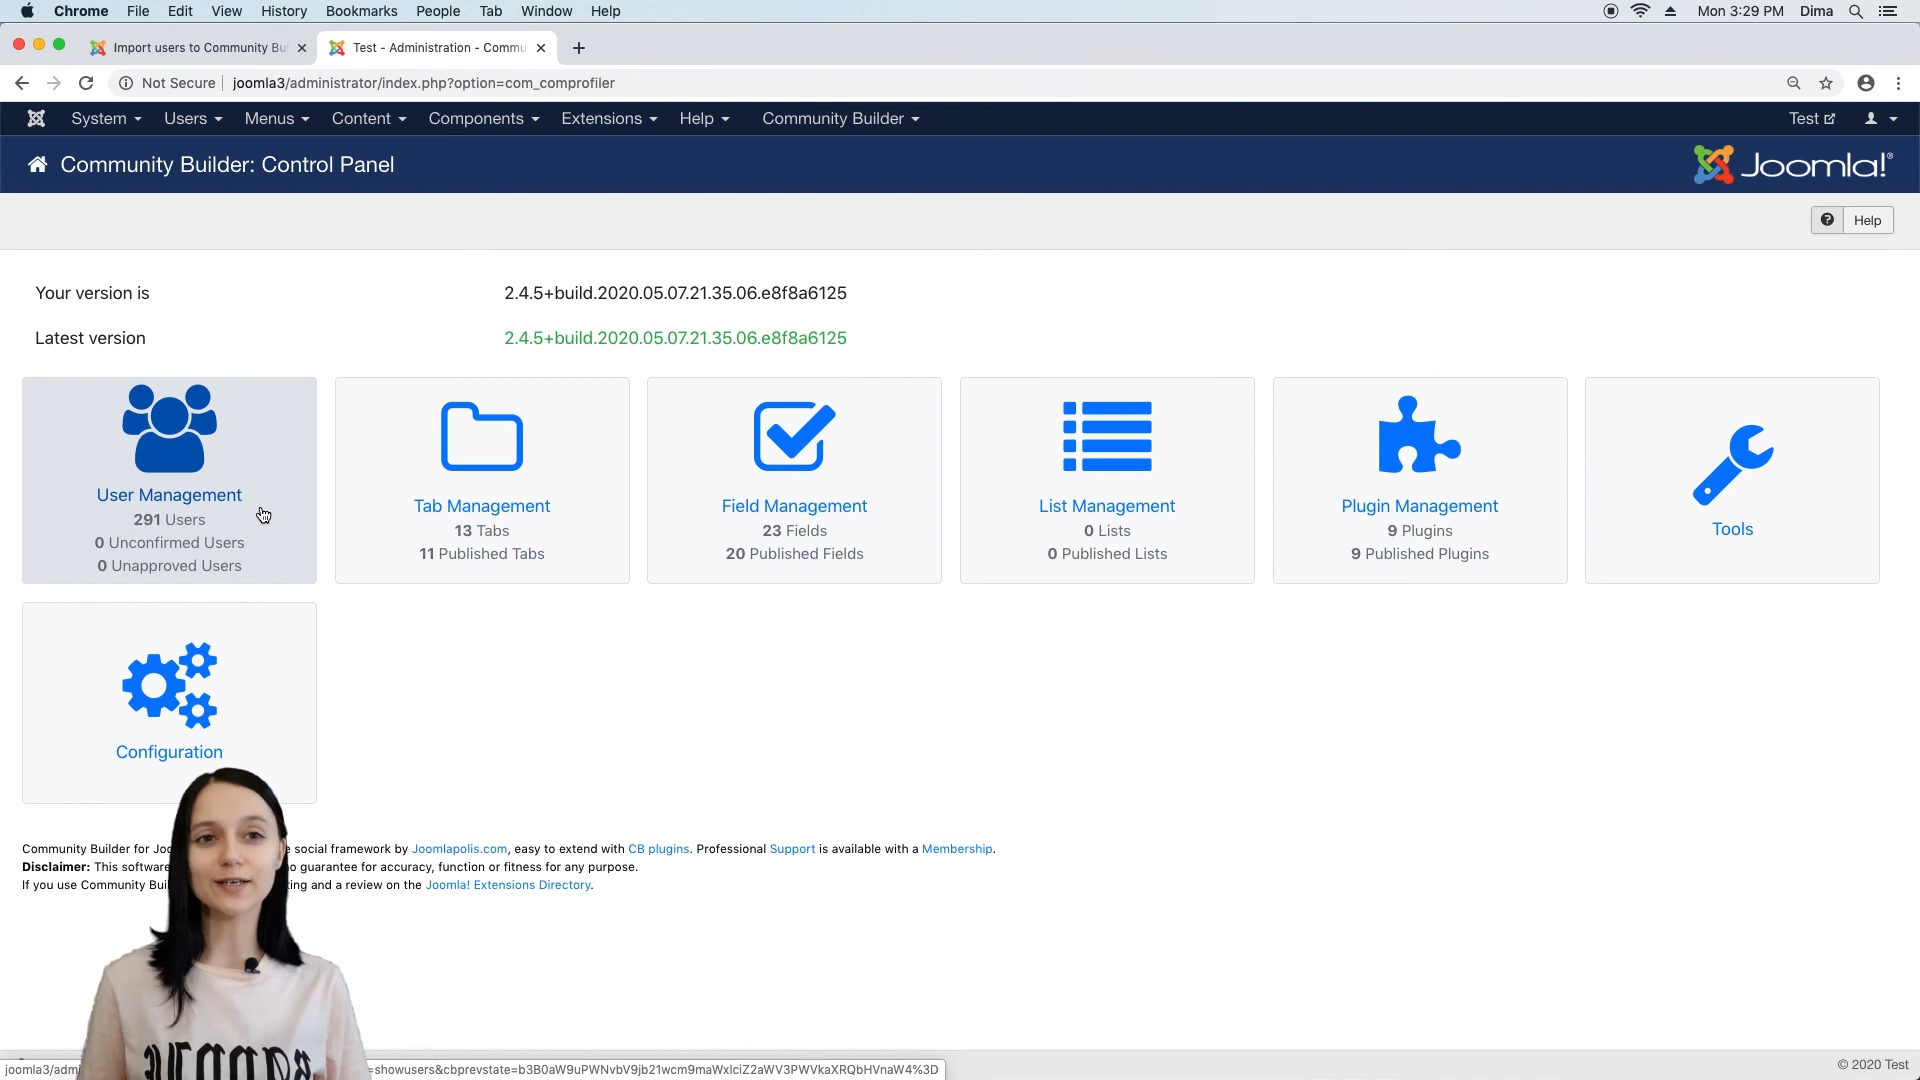 Chrome File Edit View History Bookmarks People Tab Window Help Mon 3:29 PM Dima
Import users to Community Bu Test - Administration - Commu
Not Secure joomla3/administrator/index.php?option=com_comprofiler
System Users Menus Content Components Extensions Help Community Builder Test
Community Builder: Control Panel Joomla!®
Help
Your version is 2.4.5+build.2020.05.07.21.35.06.e8f8a6125
Latest version 2.4.5+build.2020.05.07.21.35.06.e8f8a6125
User Management
291 Users
0 Unconfirmed Users
0 Unapproved Users
Tab Management
13 Tabs
11 Published Tabs
Field Management
23 Fields
20 Published Fields
List Management
0 Lists
0 Published Lists
Plugin Management
9 Plugins
9 Published Plugins
Tools
Configuration
Community Builder for Joo social framework by Joomlapolis.com, easy to extend with CB plugins. Professional Support is available with a Membership.
Disclaimer: This software no guarantee for accuracy, function or fitness for any purpose.
If you use Community Buil ting and a review on the Joomla! Extensions Directory.
© 2020 Test